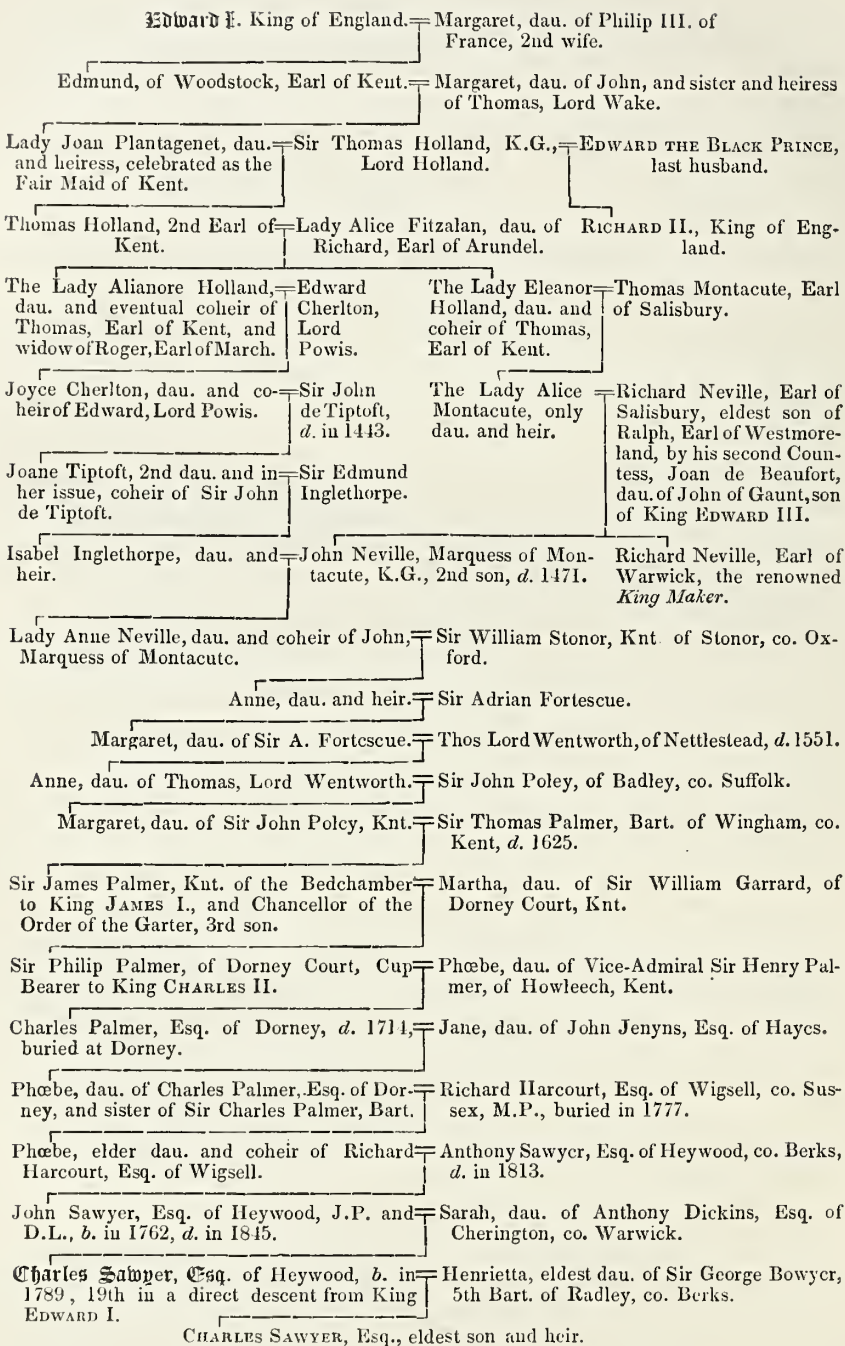 Edward I. King of England. Margaret, dau. of Philip III. of
France, 2nd wife.
Edmund, of Woodstock, Earl of Kent. Margaret, dau. of John, and sister and heiress
of Thomas, Lord Wake.
Lady Joan Plantagenet, dau. Sir Thomas Holland, K.G., EDWARD THE BLACK PRINCE,
and heiress, celebrated as the Lord Holland. last husband.
Fair Maid of Kent.
Thomas Holland, 2nd Earl of Lady Alice Fitzalan, dau. of RICHARD II., King of Eng-
Kent. Richard, Earl of Arundel. land.
The Lady Alianore Holland, Edward The Lady Eleanor Thomas Montacute, Earl
dau. and eventual coheir of Cherlton, Holland, dau. and of Salisbury.
Thomas, Earl of Kent, and Lord coheir of Thomas,
widow of Roger, Earl of March. Powis. Earl of Kent.
Joyce Cherlton, dau. and co- Sir John The Lady Alice Richard Neville, Earl of
heir of Edward, Lord Powis. de Tiptoft, Montacute, only Salisbury, eldest son of
d. in 1443. dau. and heir. Ralph, Earl of Westmore-
land, by his second Coun-
Joane Tiptoft, 2nd dau. and in Sir Edmund tess, Joan de Beaufort,
her issue, coheir of Sir John Inglethorpe. dau. of John of Gaunt, son
de Tiptoft. of King EDWARD III.
Isabel Inglethorpe, dau. and John Neville, Marquess of Mon- Richard Neville, Earl of
heir. tacute, K.G., 2nd son, d. 1471. Warwick, the renowned
King Maker.
Lady Anne Neville, dau. and coheir of John, Sir William Stonor, Knt of Stonor, co. Ox-
Marquess of Montacute. ford.
Anne, dau. and heir. Sir Adrian Fortescue.
Margaret, dau. of Sir A. Fortescue. Thos Lord Wentworth, of Nettlestead, d. 1551.
Anne, dau. of Thomas, Lord Wentworth. Sir John Poley, of Badley, co. Suffolk.
Margaret, dau. of Sir John Poley, Knt. Sir Thomas Palmer, Bart. of Wingham, co.
Kent, d. 1625.
Sir James Palmer, Knt. of the Bedchamber Martha, dau. of Sir William Garrard, of
to King JAMES I., and Chancellor of the Dorney Court, Knt.
Order of the Garter, 3rd son.
Sir Philip Palmer, of Dorney Court, Cup Phœbe, dau. of Vice-Admiral Sir Henry Pal-
Bearer to King CHARLES II. mer, of Howleech, Kent.
Charles Palmer, Esq. of Dorney, d. 1714, Jane, dau. of John Jenyns, Esq. of Hayes.
buried at Dorney.
Phœbe, dau. of Charles Palmer, Esq. of Dor- Richard Harcourt, Esq. of Wigsell, co. Sus-
ney, and sister of Sir Charles Palmer, Bart. sex, M.P., buried in 1777.
Phœbe, elder dau. and coheir of Richard Anthony Sawyer, Esq. of Heywood, co. Berks,
Harcourt, Esq. of Wigsell. d. in 1813.
John Sawyer, Esq. of Heywood, J.P. and Sarah, dau. of Anthony Dickins, Esq. of
D.L., b. in 1762, d. in 1845. Cherington, co. Warwick.
Charles Sawyer, Esq. of Heywood, b. in Henrietta, eldest dau. of Sir George Bowyer,
1789, 19th in a direct descent from King 5th Bart. of Radley, co. Berks.
EDWARD I.
CHARLES SAWYER, Esq., eldest son and heir.